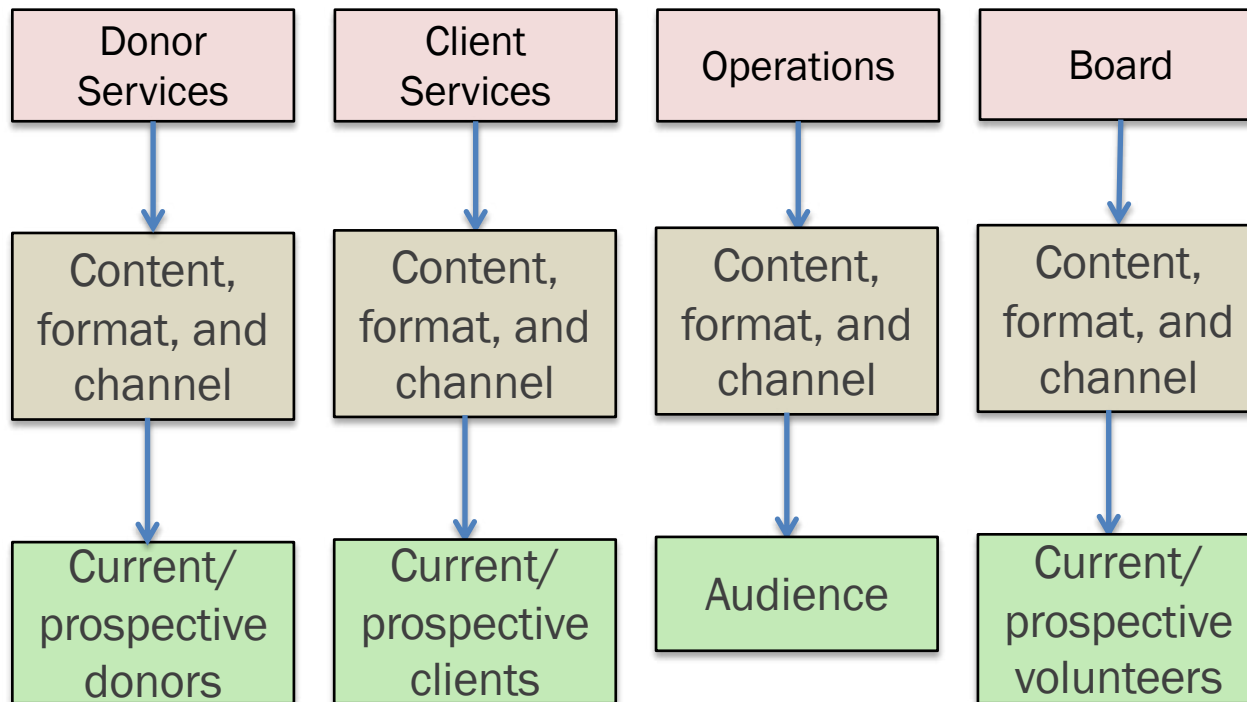 Donor
Services
Client
Services
Operations
Board
Content,
format, and
channel
Content,
format, and
channel
Content,
format, and
channel
Content,
format, and
channel
Current/
prospective
donors
Current/
prospective
clients
Audience
Current/
prospective
volunteers